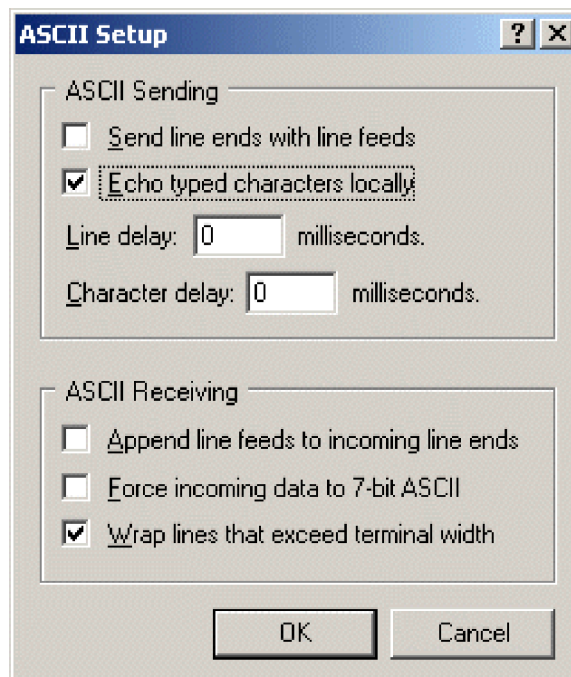 ASCII Setup
ASCII Sending
Send line ends with line feeds
Echo typed characters locally
Line delay: 0 milliseconds.
Character delay: 0 milliseconds.
ASCII Receiving
Append line feeds to incoming line ends
Force incoming data to 7-bit ASCII
Wrap lines that exceed terminal width
OK Cancel